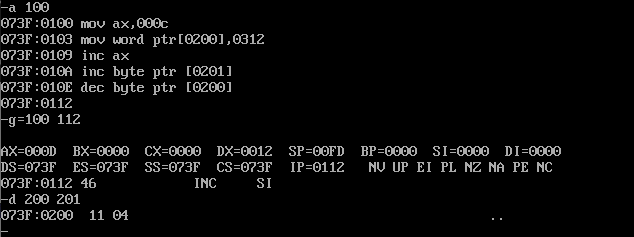 -a 100
073F:0100 mov ax,000c
073F:0103 mov word ptr[0200],0312
073F:0109 inc ax
073F:010A inc byte ptr [0201]
073F:010E dec byte ptr [0200]
073F:0112
-g=100 112
AX=000D BX=0000 CX=0000 DX=0012 SP=00FD BP=0000 SI=0000 DI=0000
DS=073F ES=073F SS=073F CS=073F IP=0112 NV UP EI PL NZ NA PE NC
073F:0112 46 INC SI
-d 200 201
073F:0200 11 04 ..
-